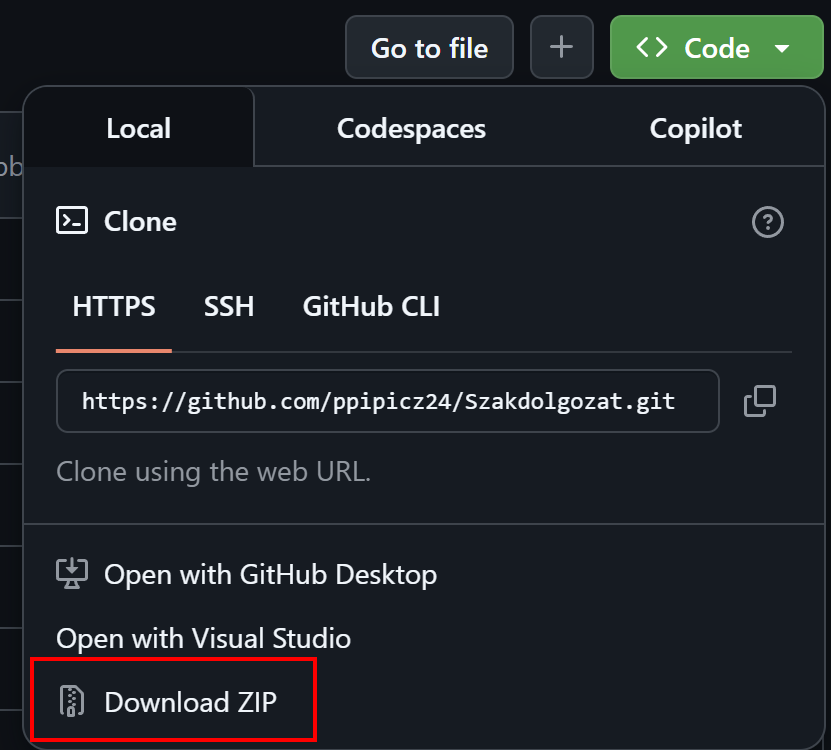 Go to file
Code
Local Codespaces Copilot
Clone
HTTPS SSH GitHub CLI
https://github.com/ppipicz24/Szakdolgozat.git
Clone using the web URL.
Open with GitHub Desktop
Open with Visual Studio
Download ZIP